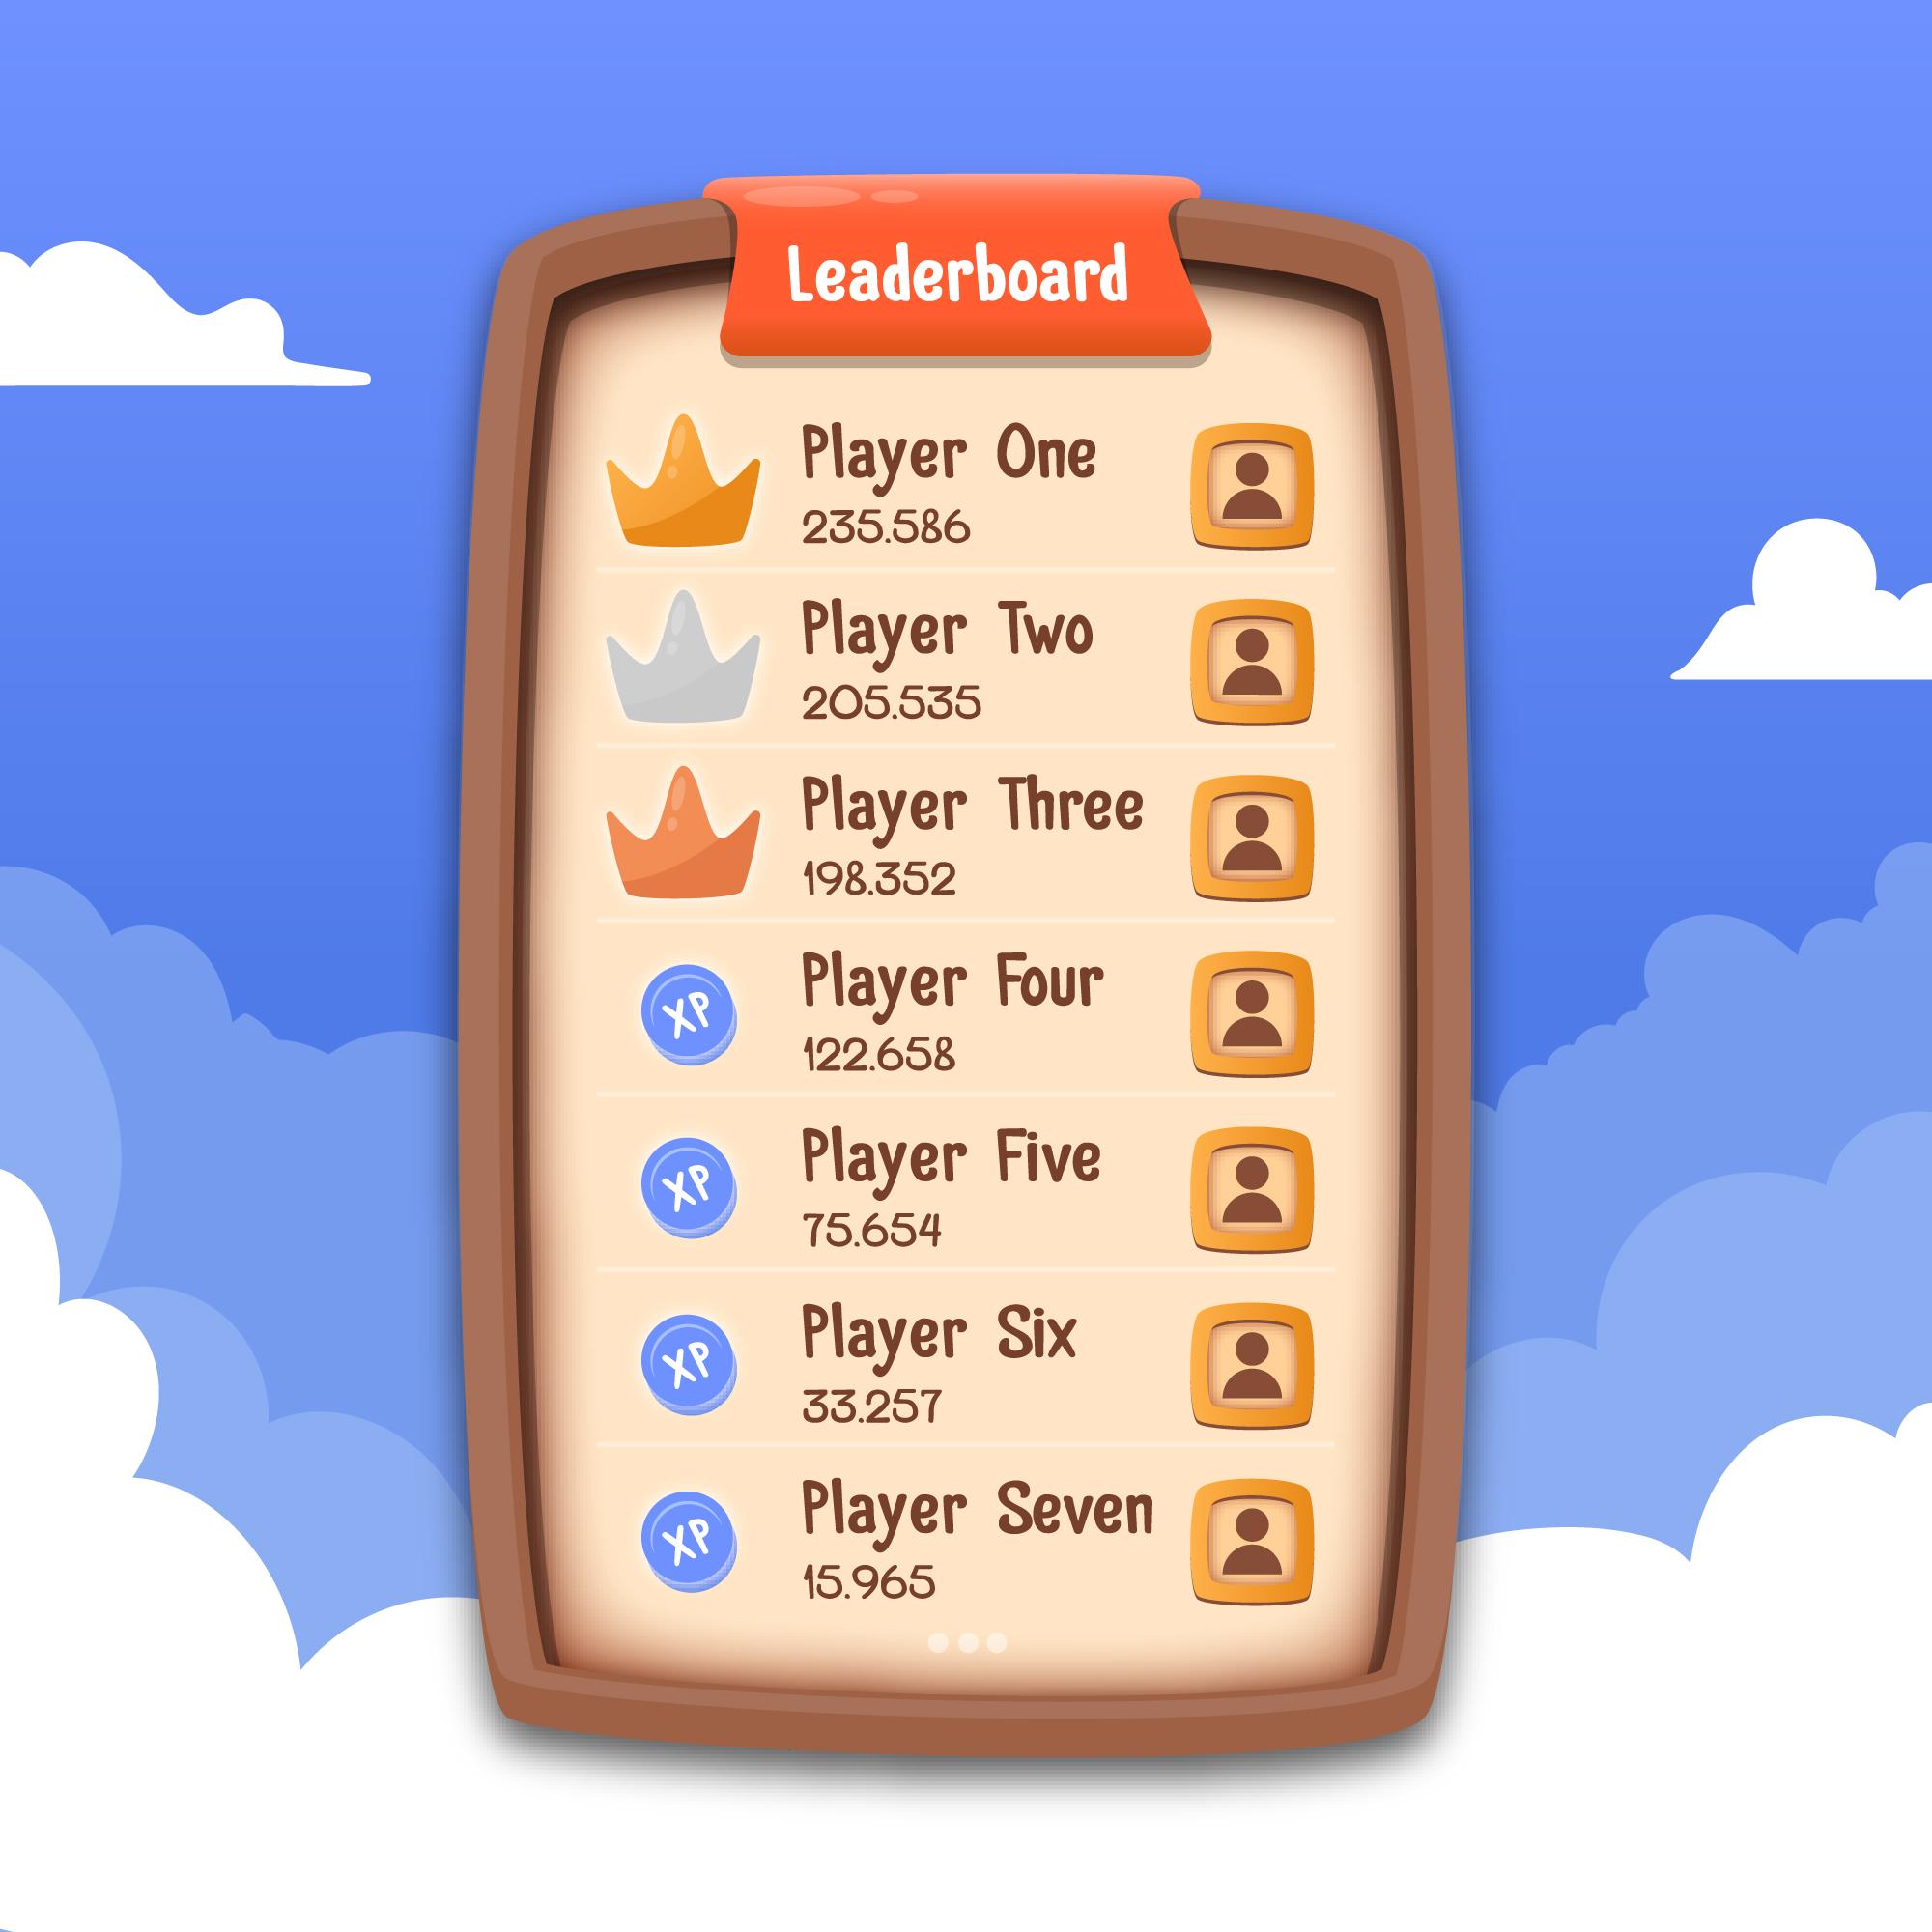 Leaderboard
Player One
235.586
Player Two
205.535
Player Three
198.352
XP
Player Four
122.658
XP
Player Five
75.654
XP
Player Six
33.257
XP
Player Seven
15.965